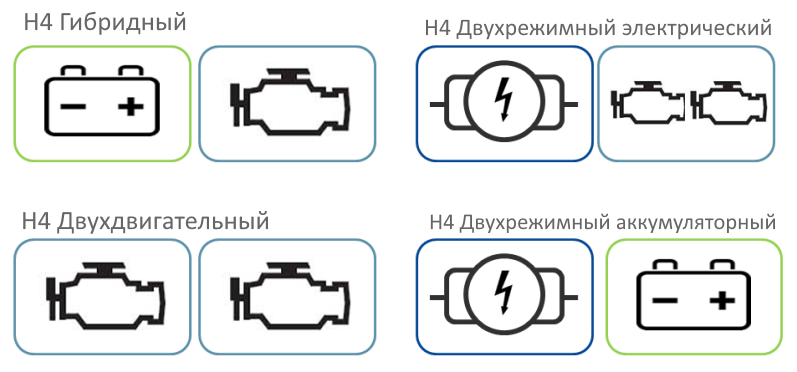 H4 Гибридный
H4 Двухрежимный электрический
H4 Двухдвигательный
H4 Двухрежимный аккумуляторный